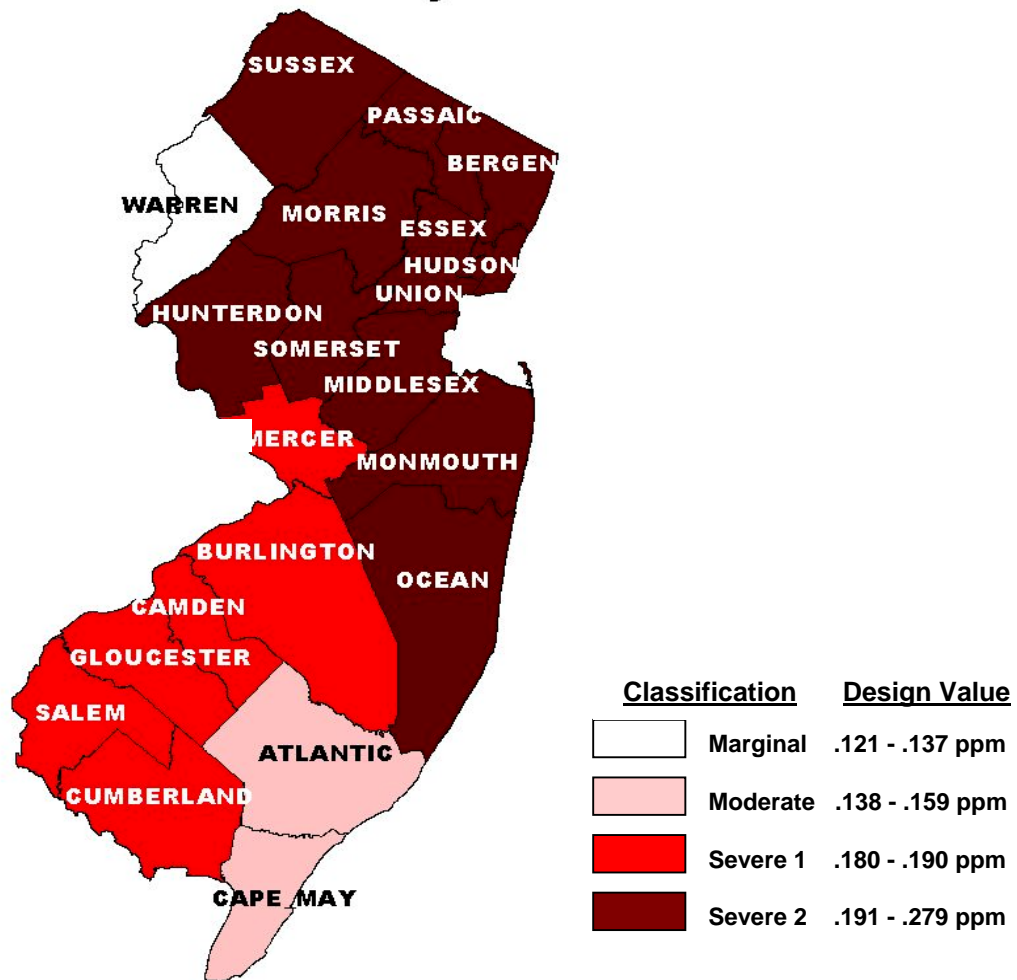 SUSSEX
PASSAIC
BERGEN
WARREN
MORRIS
ESSEX
HUDSON
UNION
HUNTERDON
SOMERSET
MIDDLESEX
MERCER
MONMOUTH
BURLINGTON
OCEAN
CAMDEN
GLOUCESTER
SALEM
ATLANTIC
CUMBERLAND
CAPE MAY
Classification Design Value
Marginal .121 - .137 ppm
Moderate .138 - .159 ppm
Severe 1 .180 - .190 ppm
Severe 2 .191 - .279 ppm